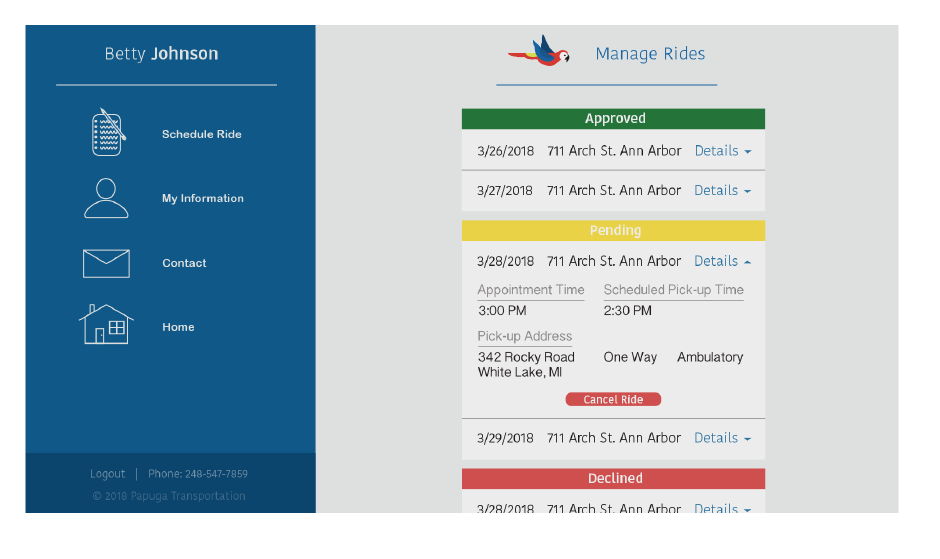 Betty Johnson
Schedule Ride
My Information
Contact
Home
Logout | Phone: 248-547-7859
© 2018 Papuga Transportation
Manage Rides
Approved
3/26/2018 711 Arch St. Ann Arbor Details
3/27/2018 711 Arch St. Ann Arbor Details
Pending
3/28/2018 711 Arch St. Ann Arbor Details
Appointment Time Scheduled Pick-up Time
3:00 PM 2:30 PM
Pick-up Address
342 Rocky Road One Way Ambulatory
White Lake, MI
Cancel Ride
3/29/2018 711 Arch St. Ann Arbor Details
Declined
3/28/2018 711 Arch St. Ann Arbor Details